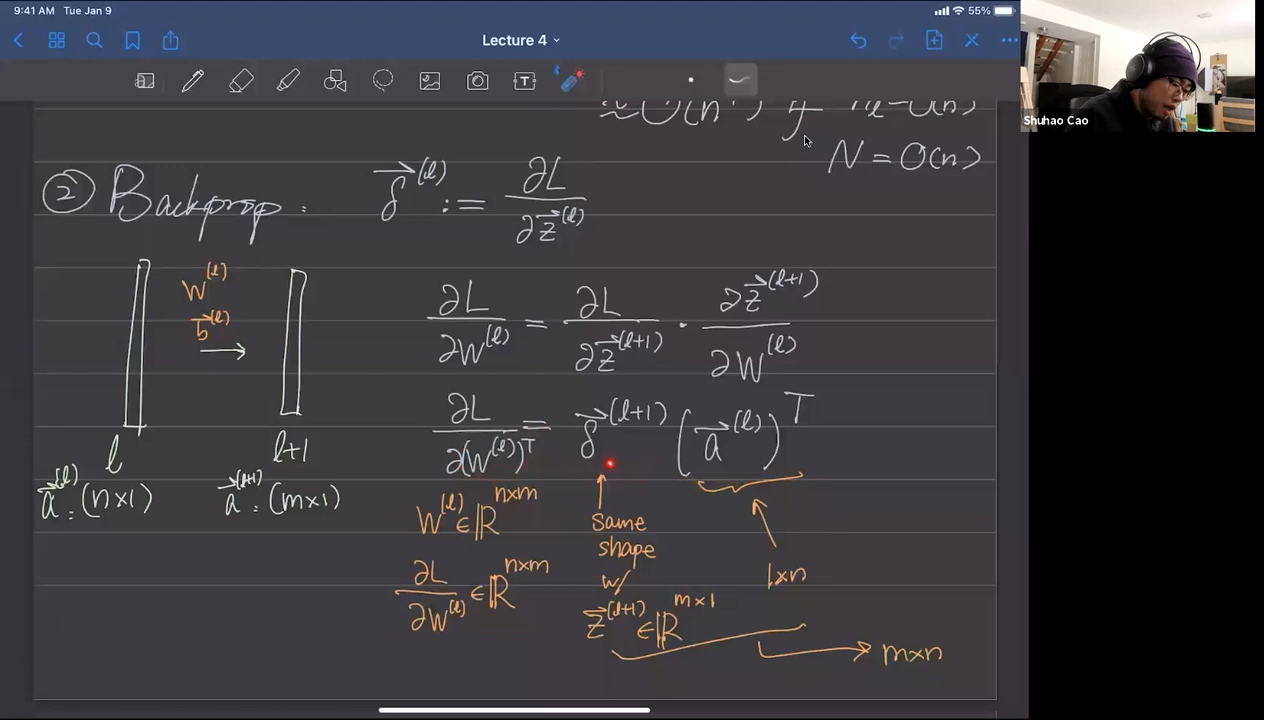 9:41 AM Tue Jan 9
55%
Lecture 4
Shuhao Cao
N = O(n)
② Backprop. δ⃗^(l) := ∂L/∂z⃗^(l)
W^(l)
b⃗^(l)
∂L/∂W^(l) = ∂L/∂z⃗^(l+1) · ∂z⃗^(l+1)/∂W^(l)
∂L/∂(W^(l))^T = δ⃗^(l+1) (a⃗^(l))^T
l l+1
a⃗^(l): (n×1) a⃗^(l+1): (m×1)
W^(l) ∈ ℝ^(n×m)
∂L/∂W^(l) ∈ ℝ^(n×m)
same
shape
w/
z⃗^(l+1) ∈ ℝ^(m×1)
1×n
m×n